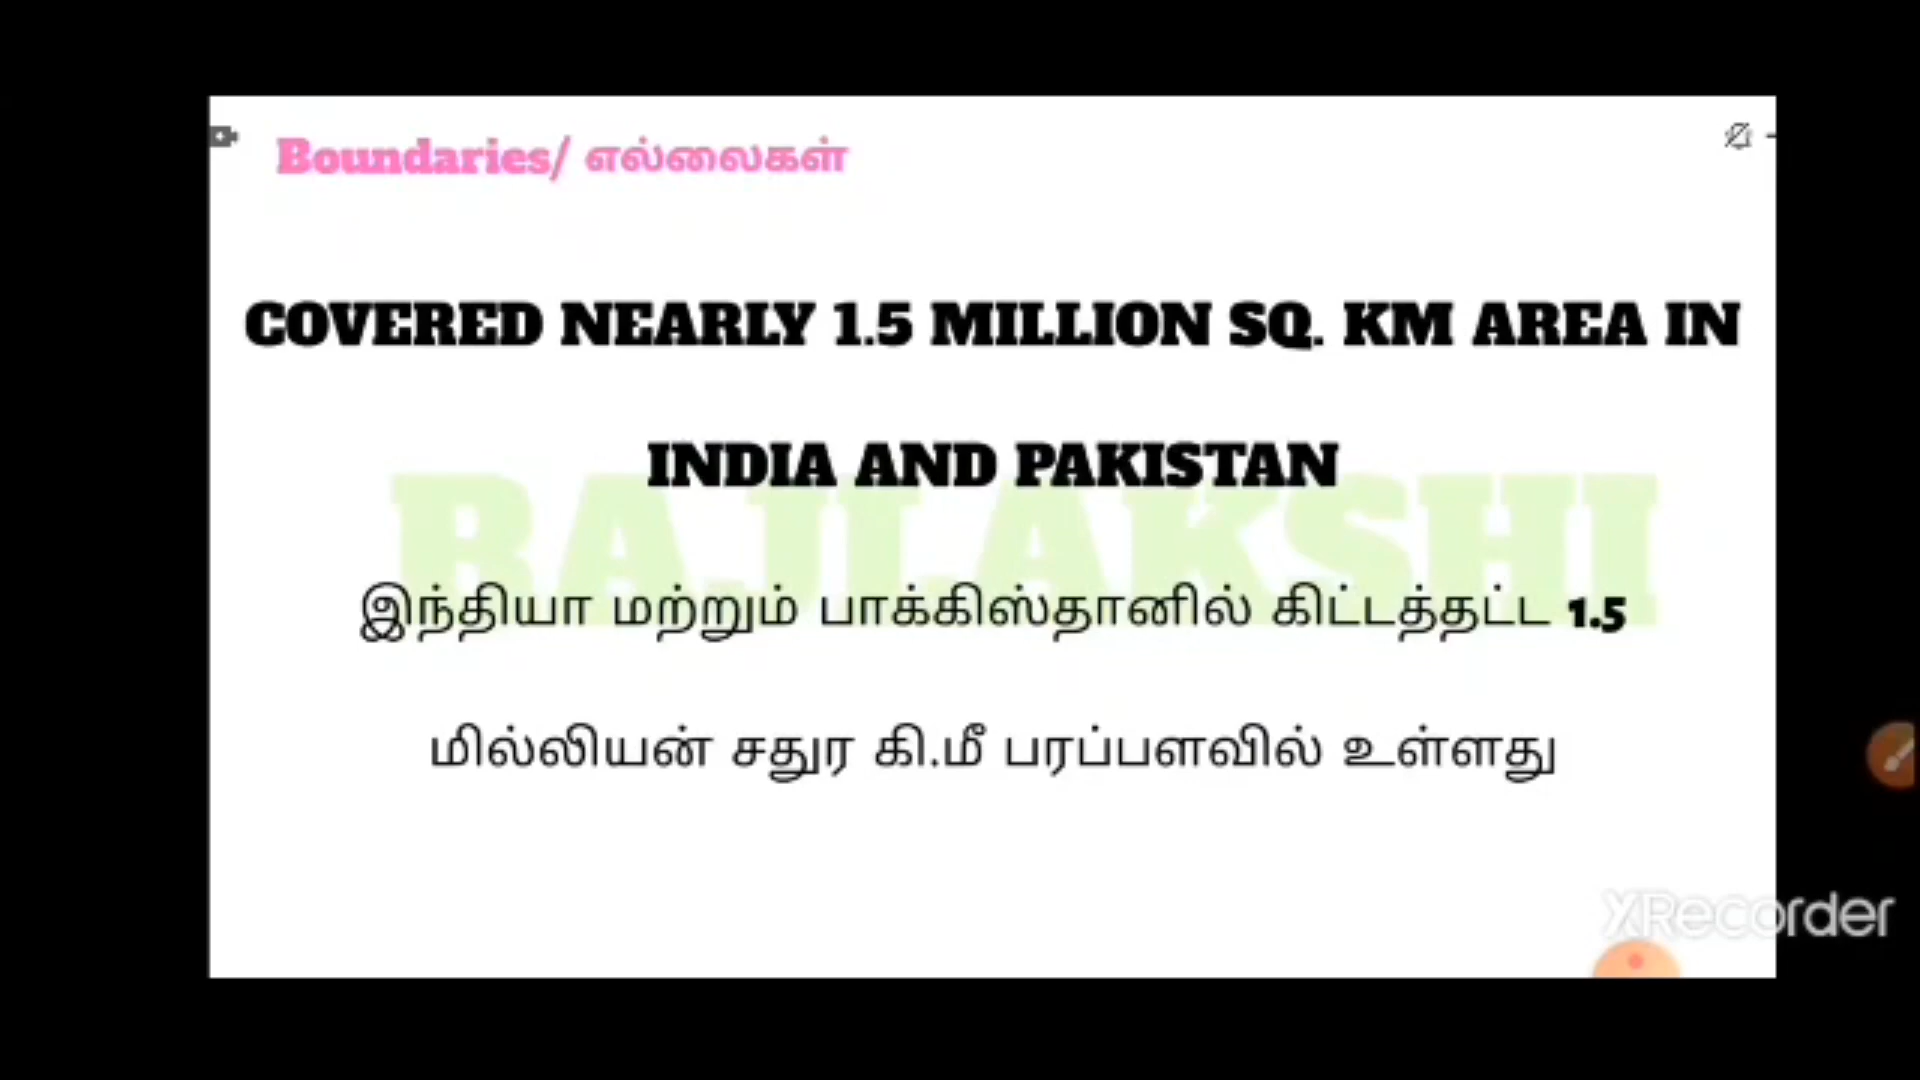 Boundaries/ எல்லைகள்
COVERED NEARLY 1.5 MILLION SQ. KM AREA IN
INDIA AND PAKISTAN
RAJLAKSHI
இந்தியா மற்றும் பாக்கிஸ்தானில் கிட்டத்தட்ட 1.5
மில்லியன் சதுர கி.மீ பரப்பளவில் உள்ளது
XRecorder